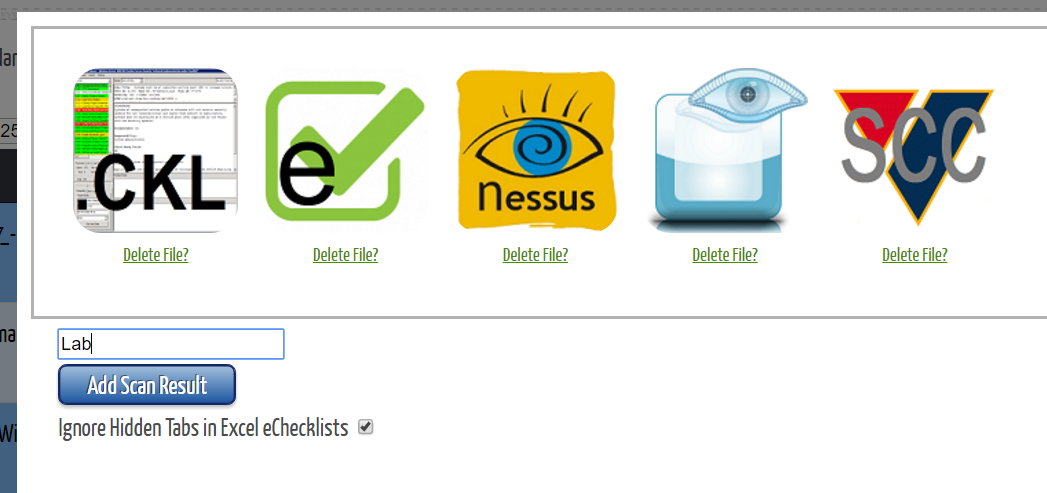 .CKL
e
nessus
SCC
Delete File?
Delete File?
Delete File?
Delete File?
Delete File?
Lab
Add Scan Result
Ignore Hidden Tabs in Excel eChecklists